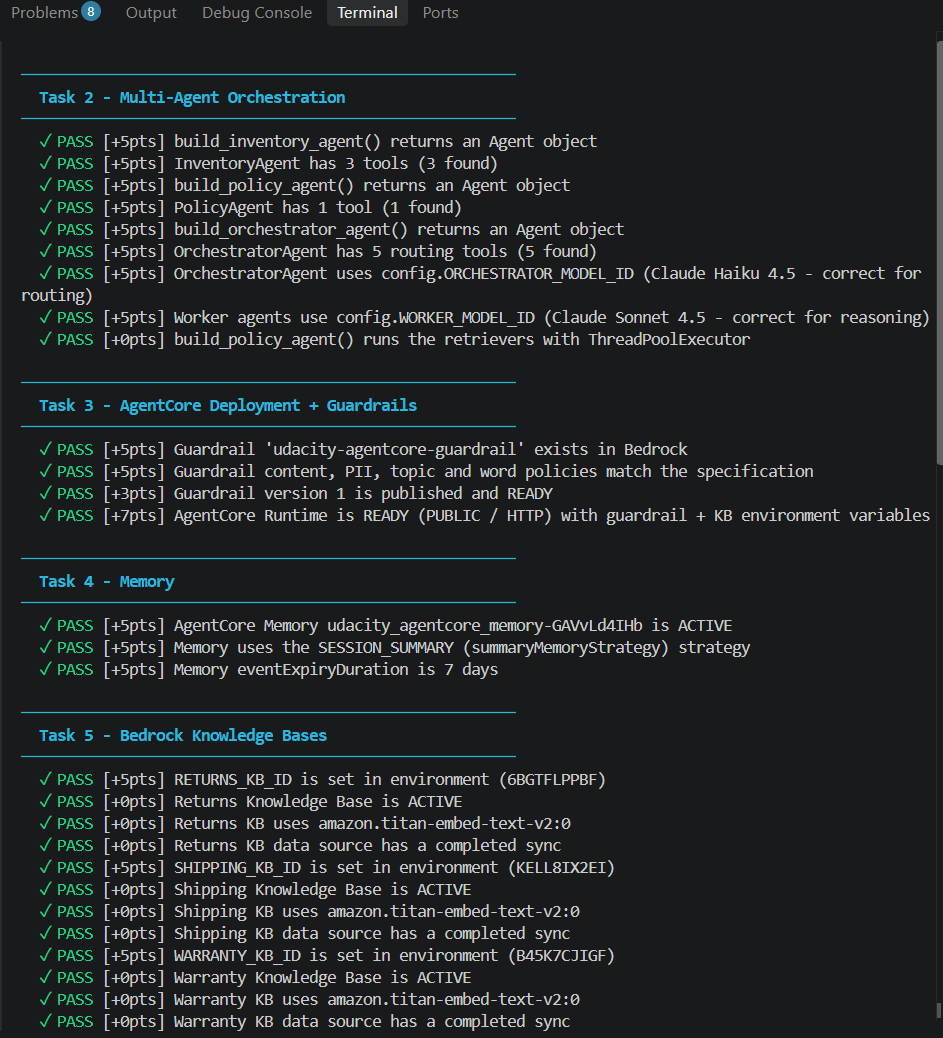 Problems 8 Output Debug Console Terminal Ports
Task 2 - Multi-Agent Orchestration
✓ PASS [+5pts] build_inventory_agent() returns an Agent object
✓ PASS [+5pts] InventoryAgent has 3 tools (3 found)
✓ PASS [+5pts] build_policy_agent() returns an Agent object
✓ PASS [+5pts] PolicyAgent has 1 tool (1 found)
✓ PASS [+5pts] build_orchestrator_agent() returns an Agent object
✓ PASS [+5pts] OrchestratorAgent has 5 routing tools (5 found)
✓ PASS [+5pts] OrchestratorAgent uses config.ORCHESTRATOR_MODEL_ID (Claude Haiku 4.5 - correct for
routing)
✓ PASS [+5pts] Worker agents use config.WORKER_MODEL_ID (Claude Sonnet 4.5 - correct for reasoning)
✓ PASS [+0pts] build_policy_agent() runs the retrievers with ThreadPoolExecutor
Task 3 - AgentCore Deployment + Guardrails
✓ PASS [+5pts] Guardrail 'udacity-agentcore-guardrail' exists in Bedrock
✓ PASS [+5pts] Guardrail content, PII, topic and word policies match the specification
✓ PASS [+3pts] Guardrail version 1 is published and READY
✓ PASS [+7pts] AgentCore Runtime is READY (PUBLIC / HTTP) with guardrail + KB environment variables
Task 4 - Memory
✓ PASS [+5pts] AgentCore Memory udacity_agentcore_memory-GAVvLd4IHb is ACTIVE
✓ PASS [+5pts] Memory uses the SESSION_SUMMARY (summaryMemoryStrategy) strategy
✓ PASS [+5pts] Memory eventExpiryDuration is 7 days
Task 5 - Bedrock Knowledge Bases
✓ PASS [+5pts] RETURNS_KB_ID is set in environment (6BGTFLPPBF)
✓ PASS [+0pts] Returns Knowledge Base is ACTIVE
✓ PASS [+0pts] Returns KB uses amazon.titan-embed-text-v2:0
✓ PASS [+0pts] Returns KB data source has a completed sync
✓ PASS [+5pts] SHIPPING_KB_ID is set in environment (KELL8IX2EI)
✓ PASS [+0pts] Shipping Knowledge Base is ACTIVE
✓ PASS [+0pts] Shipping KB uses amazon.titan-embed-text-v2:0
✓ PASS [+0pts] Shipping KB data source has a completed sync
✓ PASS [+5pts] WARRANTY_KB_ID is set in environment (B45K7CJIGF)
✓ PASS [+0pts] Warranty Knowledge Base is ACTIVE
✓ PASS [+0pts] Warranty KB uses amazon.titan-embed-text-v2:0
✓ PASS [+0pts] Warranty KB data source has a completed sync